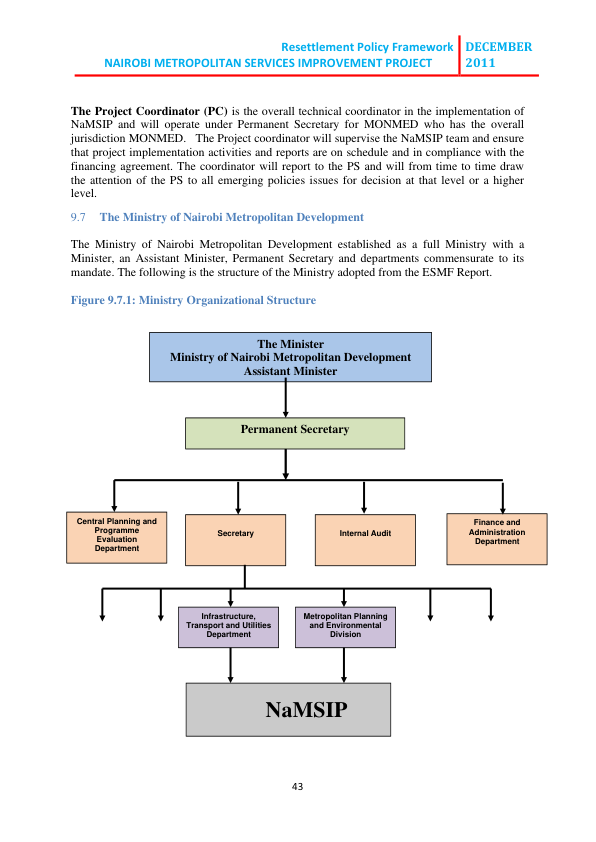 Resettlement Policy Framework
NAIROBI METROPOLITAN SERVICES IMPROVEMENT PROJECT
DECEMBER
2011
The Project Coordinator (PC) is the overall technical coordinator in the implementation of
NaMSIP and will operate under Permanent Secretary for MONMED who has the overall
jurisdiction MONMED. The Project coordinator will supervise the NaMSIP team and ensure
that project implementation activities and reports are on schedule and in compliance with the
financing agreement. The coordinator will report to the PS and will from time to time draw
the attention of the PS to all emerging policies issues for decision at that level or a higher
level.
9.7 The Ministry of Nairobi Metropolitan Development
The Ministry of Nairobi Metropolitan Development established as a full Ministry with a
Minister, an Assistant Minister, Permanent Secretary and departments commensurate to its
mandate. The following is the structure of the Ministry adopted from the ESMF Report.
Figure 9.7.1: Ministry Organizational Structure
The Minister
Ministry of Nairobi Metropolitan Development
Assistant Minister
Permanent Secretary
Central Planning and
Programme
Evaluation
Department
Secretary
Internal Audit
Finance and
Administration
Department
Infrastructure,
Transport and Utilities
Department
Metropolitan Planning
and Environmental
Division
NaMSIP
43